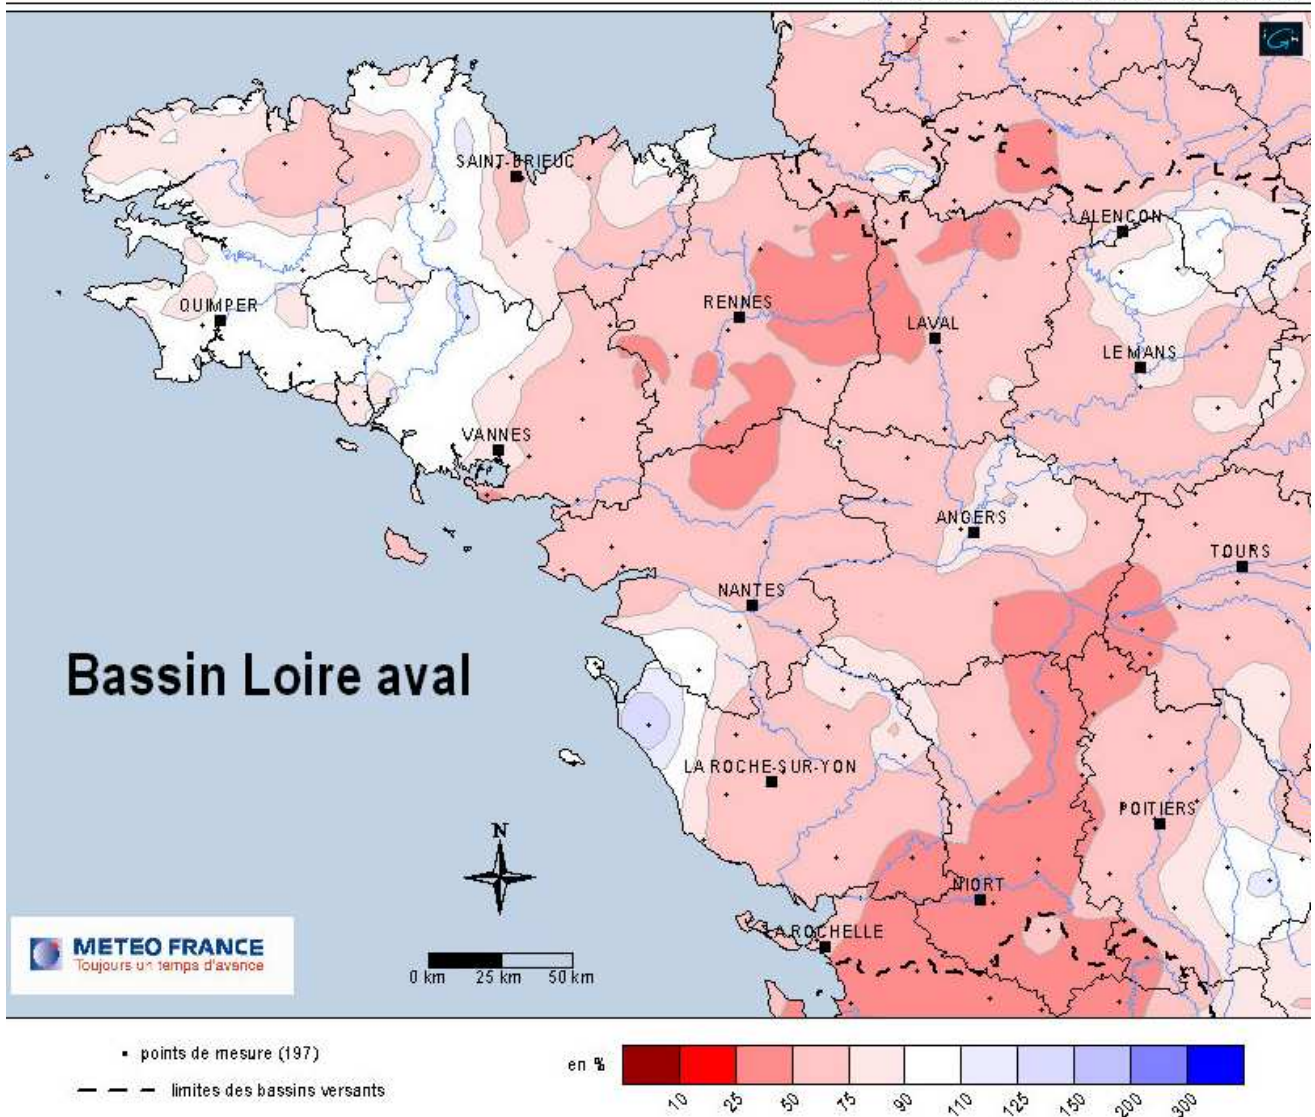 SAINT-BRIEUC
ALENÇON
QUIMPER
RENNES
LAVAL
LE MANS
VANNES
ANGERS
TOURS
NANTES
Bassin Loire aval
LA ROCHE-SUR-YON
POITIERS
N
NIORT
LA ROCHELLE
METEO FRANCE
Toujours un temps d'avance
0 km 25 km 50 km
points de mesure (197)
limites des bassins versants
en %
10 25 50 75 90 110 125 150 200 300